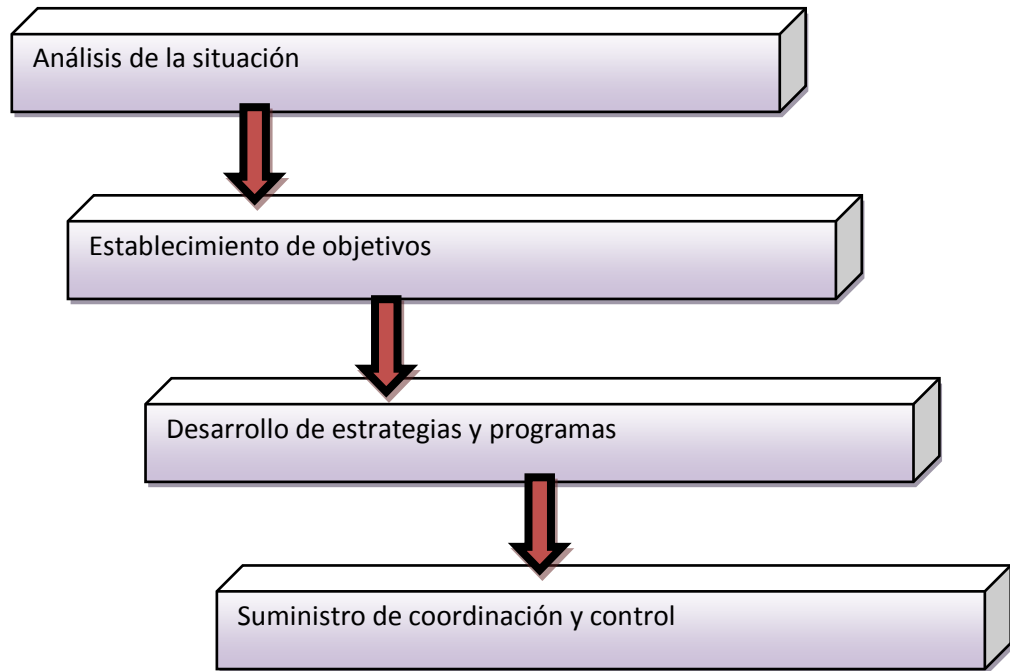 Análisis de la situación
Establecimiento de objetivos
Desarrollo de estrategias y programas
Suministro de coordinación y control